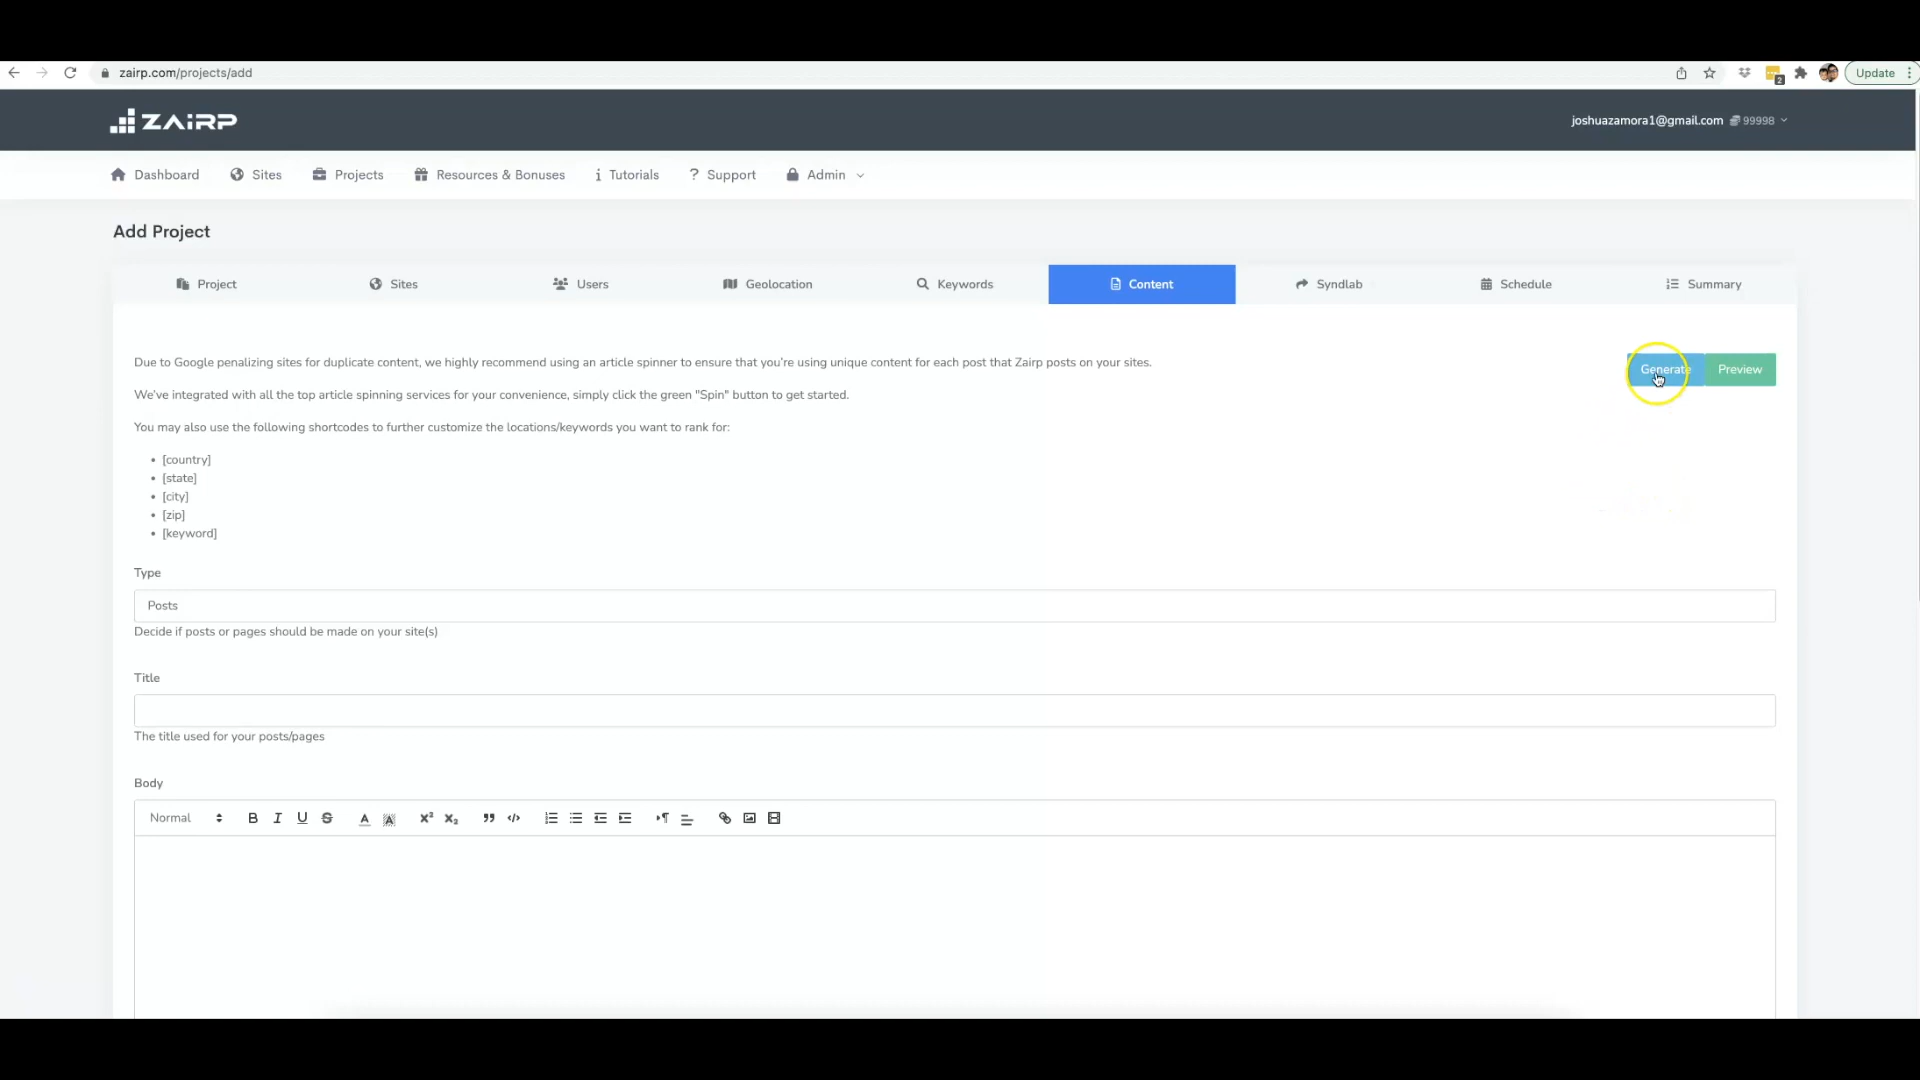 zairp.com/projects/add
2
Update
ZAIRP
joshuazamora1@gmail.com 99998
Dashboard Sites Projects Resources & Bonuses Tutorials Support Admin
Add Project
Project Sites Users Geolocation Keywords Content Syndlab Schedule Summary
Due to Google penalizing sites for duplicate content, we highly recommend using an article spinner to ensure that you're using unique content for each post that Zairp posts on your sites.
Generate Preview
We've integrated with all the top article spinning services for your convenience, simply click the green "Spin" button to get started.
You may also use the following shortcodes to further customize the locations/keywords you want to rank for:
• [country]
• [state]
• [city]
• [zip]
• [keyword]
Type
Posts
Decide if posts or pages should be made on your site(s)
Title
The title used for your posts/pages
Body
Normal